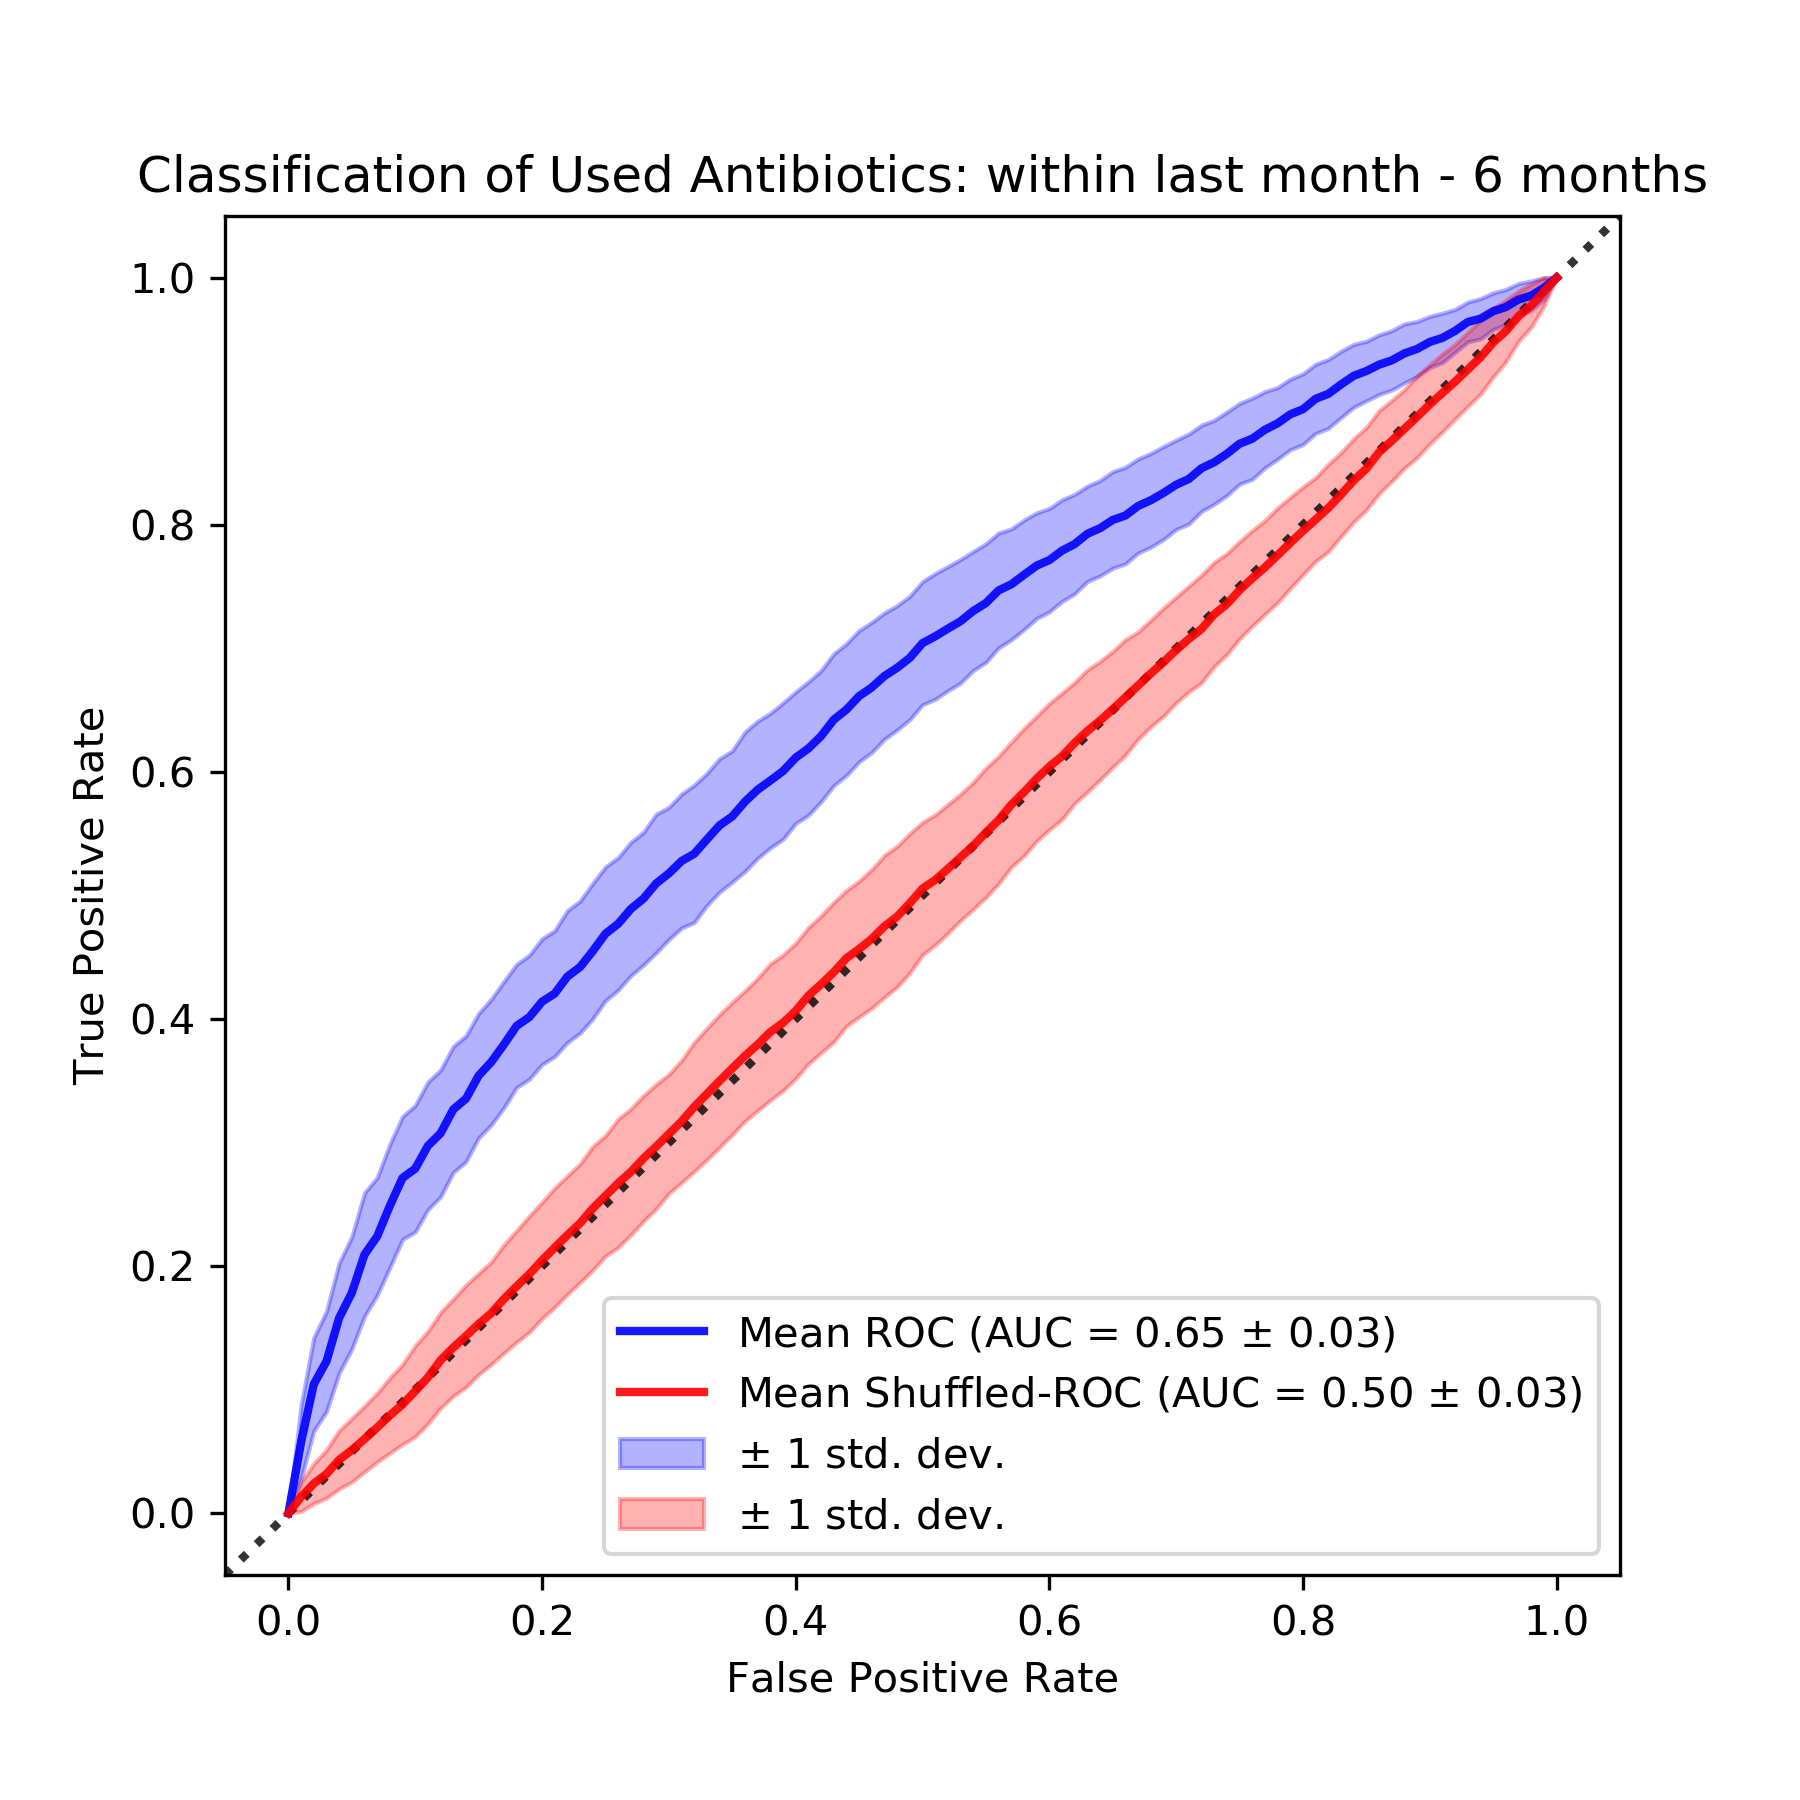 Classification of Used Antibiotics: within last month - 6 months
1.0
0.8
0.6
0.4
0.2
0.0
True Positive Rate
Mean ROC (AUC = 0.65 ± 0.03)
Mean Shuffled-ROC (AUC = 0.50 ± 0.03)
± 1 std. dev.
± 1 std. dev.
0.0 0.2 0.4 0.6 0.8 1.0
False Positive Rate